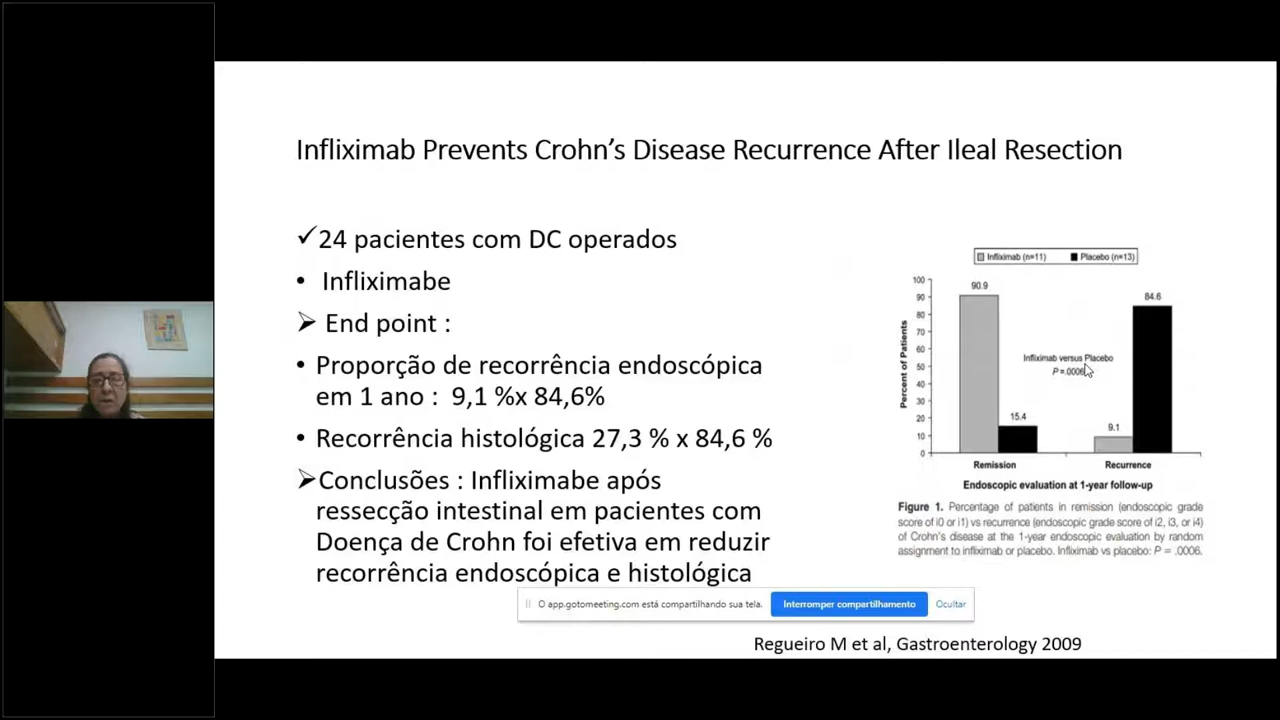 Infliximab Prevents Crohn's Disease Recurrence After Ileal Resection
✓24 pacientes com DC operados
• Infliximabe
➢ End point :
• Proporção de recorrência endoscópica
em 1 ano : 9,1 %x 84,6%
• Recorrência histológica 27,3 % x 84,6 %
➢Conclusões : Infliximabe após
ressecção intestinal em pacientes com
Doença de Crohn foi efetiva em reduzir
recorrência endoscópica e histológica
Infliximab (n=11) Placebo (n=13)
Percent of Patients
100
90
80
70
60
50
40
30
20
10
0
90.9
15.4
9.1
84.6
Infliximab versus Placebo
P =.0006
Remission Recurrence
Endoscopic evaluation at 1-year follow-up
Figure 1. Percentage of patients in remission (endoscopic grade
score of i0 or i1) vs recurrence (endoscopic grade score of i2, i3, or i4)
of Crohn's disease at the 1-year endoscopic evaluation by random
assignment to infliximab or placebo. Infliximab vs placebo: P = .0006.
O app.gotomeeting.com está compartilhando sua tela. Interromper compartilhamento Ocultar
Regueiro M et al, Gastroenterology 2009